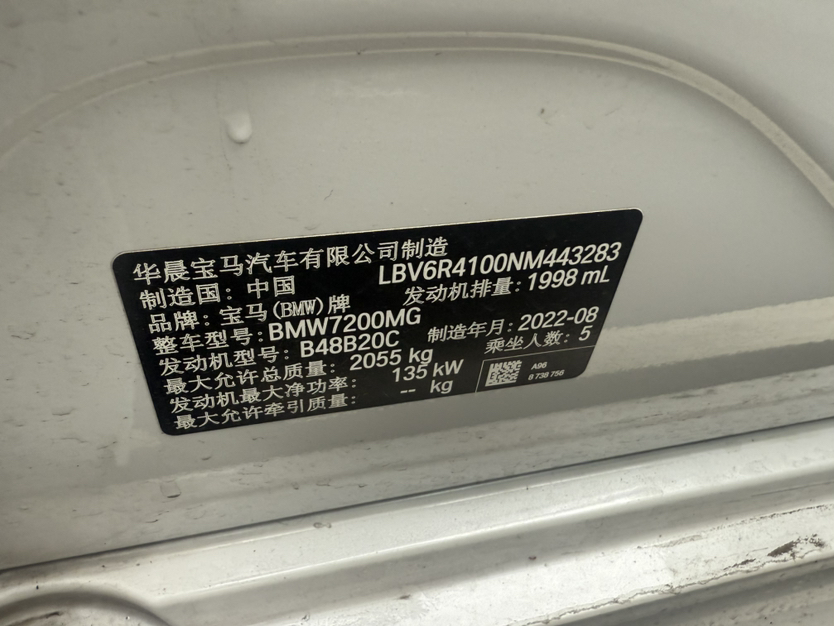 华晨宝马汽车有限公司制造
LBV6R4100NM443283
制造国：中国
发动机排量：1998 mL
品牌：宝马(BMW)牌
整车型号：BMW7200MG
制造年月：2022-08
发动机型号：B48B20C
乘坐人数：5
最大允许总质量：2055 kg
发动机最大净功率：135 kW
最大允许牵引质量：-- kg
A96
8 738 758